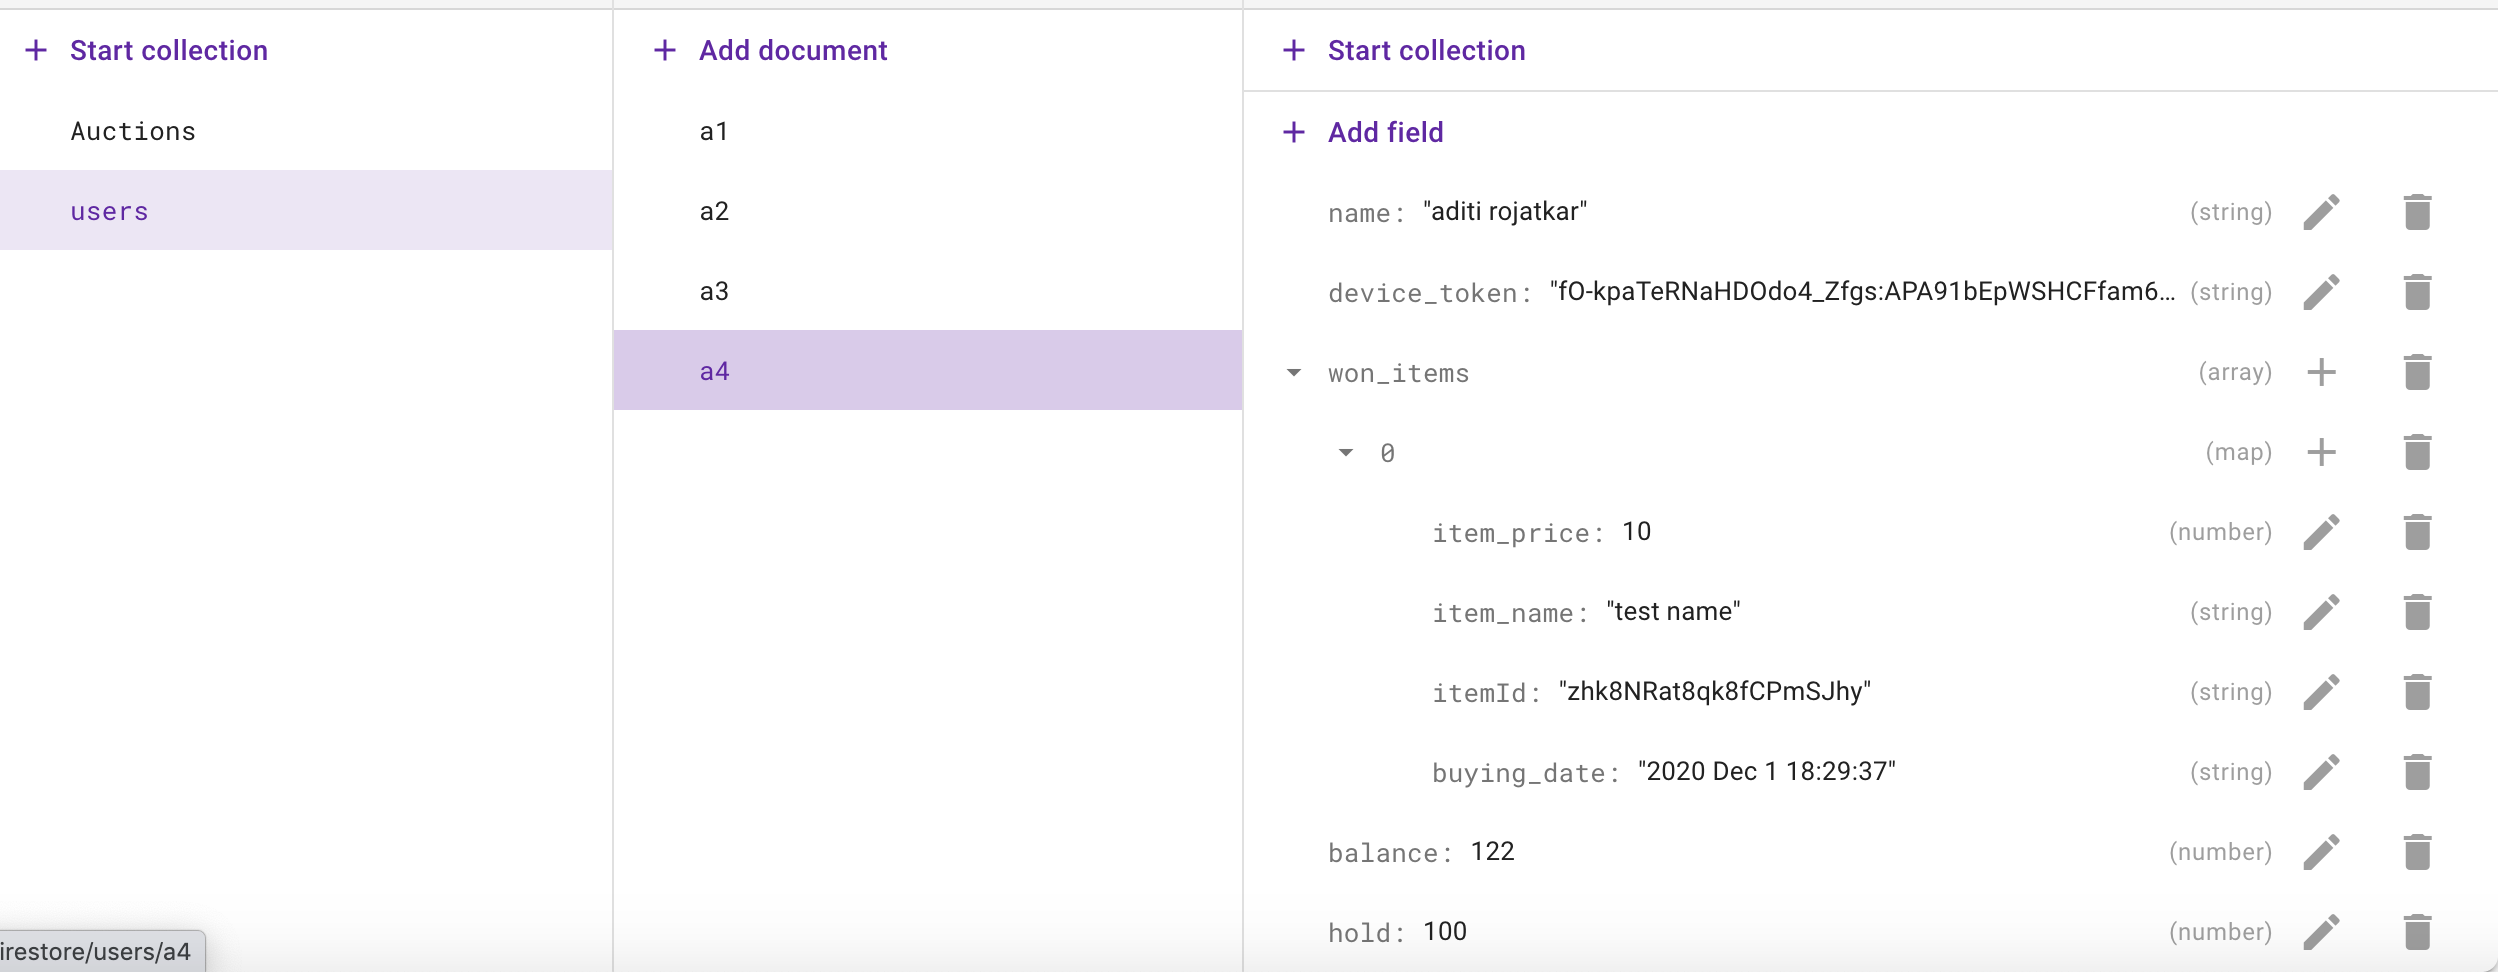 Start collection
Auctions
users
Add document
a1
a2
a3
a4
Start collection
Add field
name: "aditi rojatkar" (string)
device_token: "fO-kpaTeRNaHDOdo4_Zfgs:APA91bEpWSHCFfam6... (string)
won_items (array)
0 (map)
item_price: 10 (number)
item_name: "test name" (string)
itemId: "zhk8NRat8qk8fCPmSJhy" (string)
buying_date: "2020 Dec 1 18:29:37" (string)
balance: 122 (number)
hold: 100 (number)
irestore/users/a4